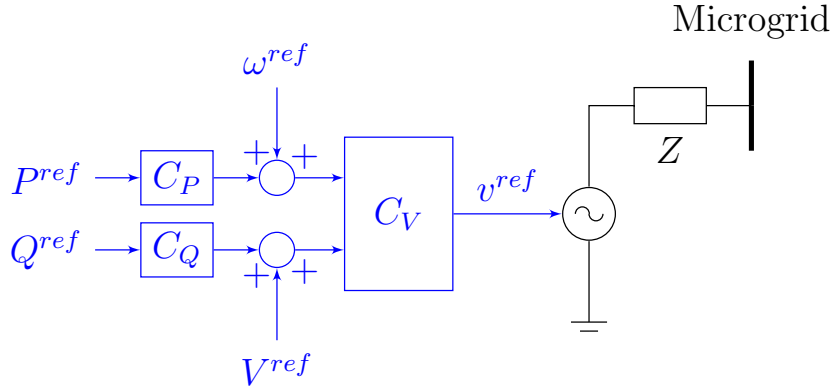 Microgrid
ω^{ref}
+ +
P^{ref} C_P
Z
C_V
v^{ref}
Q^{ref} C_Q
+ +
V^{ref}